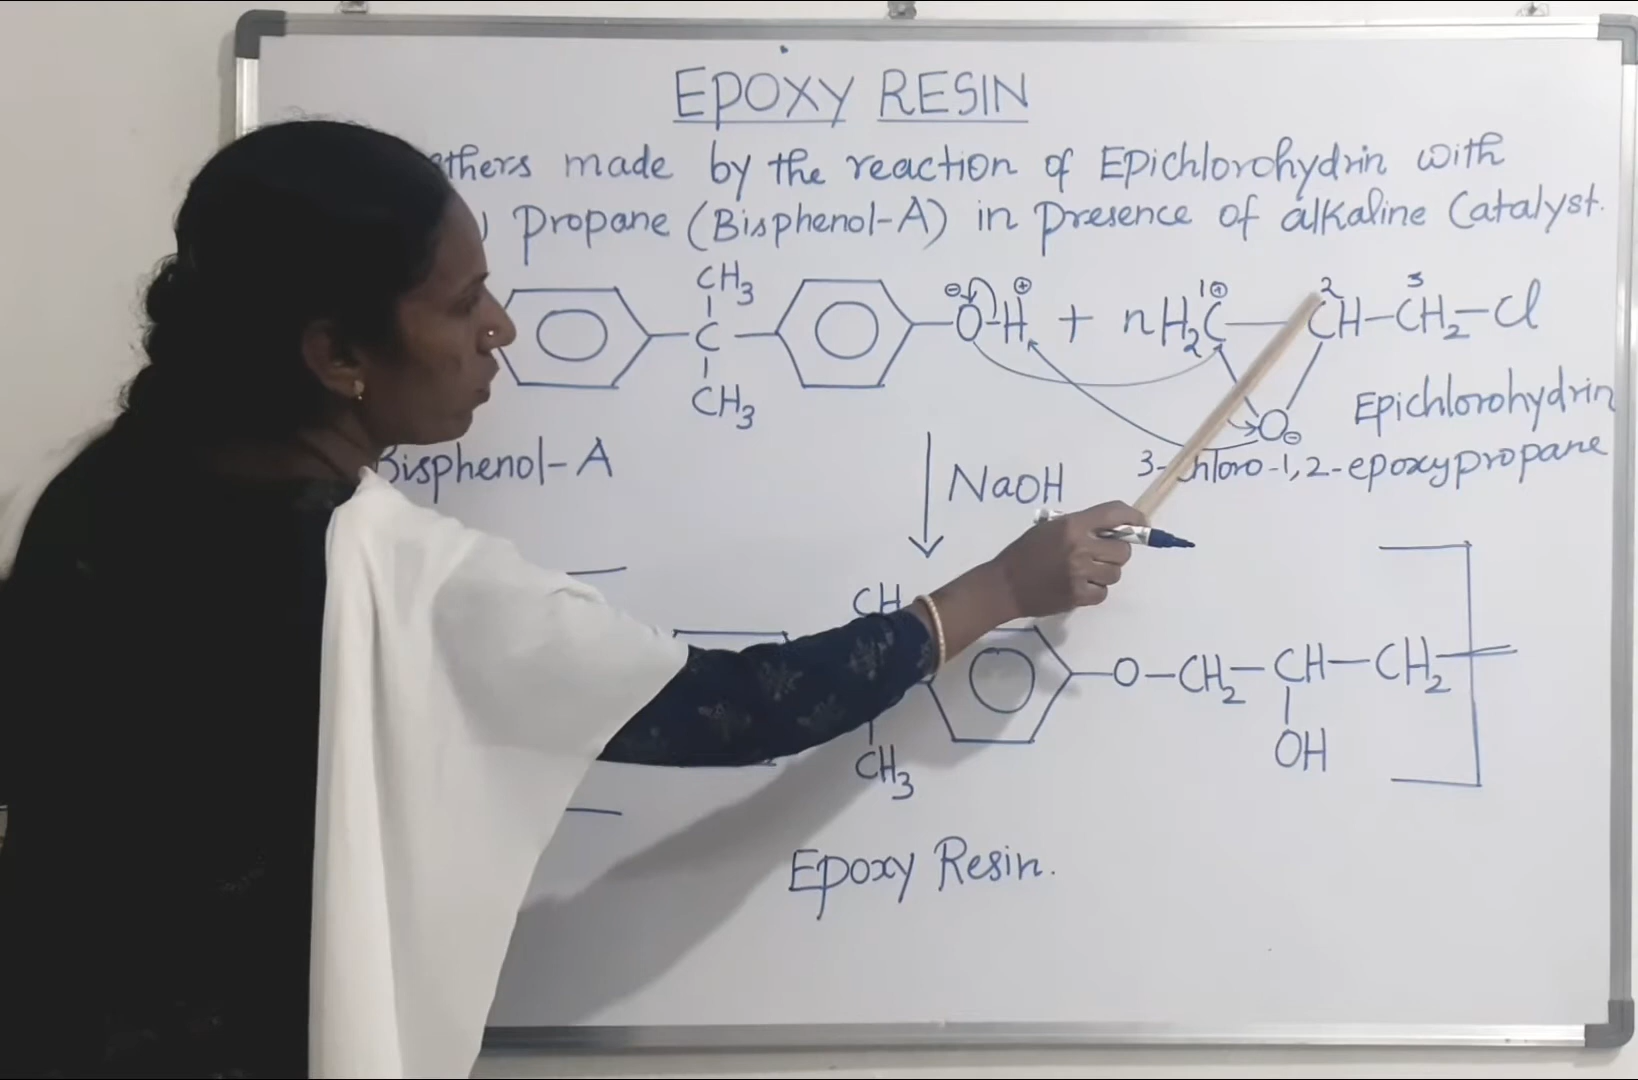 EPOXY RESIN
thers made by the reaction of Epichlorohydrin with
) Propane (Bisphenol-A) in presence of alkaline Catalyst.
CH3
C
CH3
⊖ ⊕
O-H + nH2C — CH-CH2-Cl
1⊕ 2 3
O⊖
Epichlorohydrin
3-chloro-1,2-epoxypropane
Bisphenol-A
NaOH
CH
CH3
O-CH2-CH-CH2
OH
Epoxy Resin.